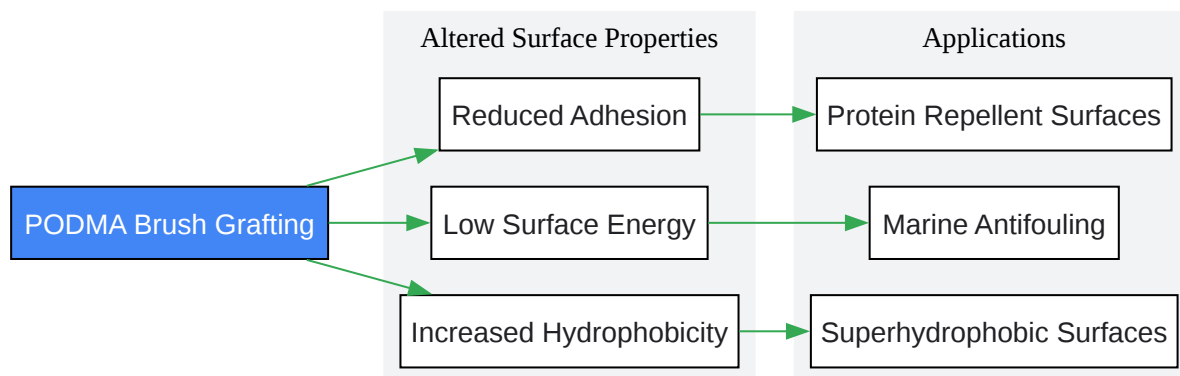 Altered Surface Properties
Applications
Reduced Adhesion
Protein Repellent Surfaces
PODMA Brush Grafting
Low Surface Energy
Marine Antifouling
Increased Hydrophobicity
Superhydrophobic Surfaces